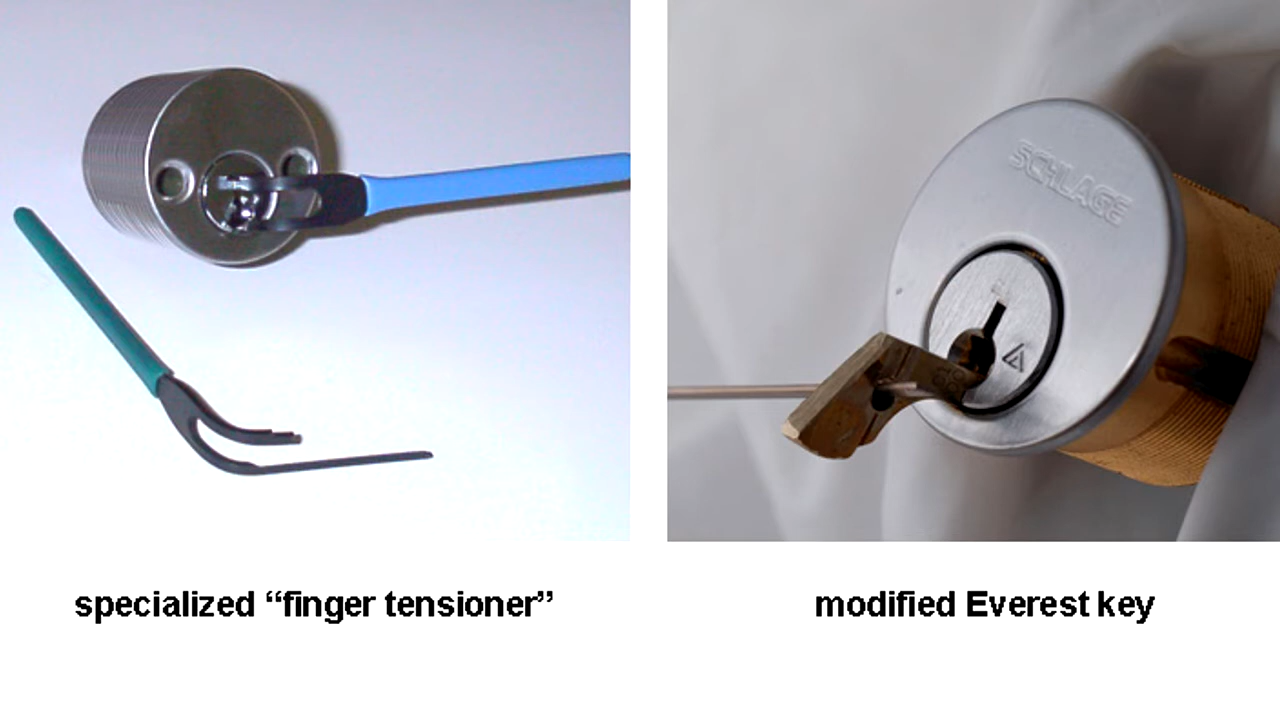 SCHLAGE
specialized “finger tensioner”
modified Everest key